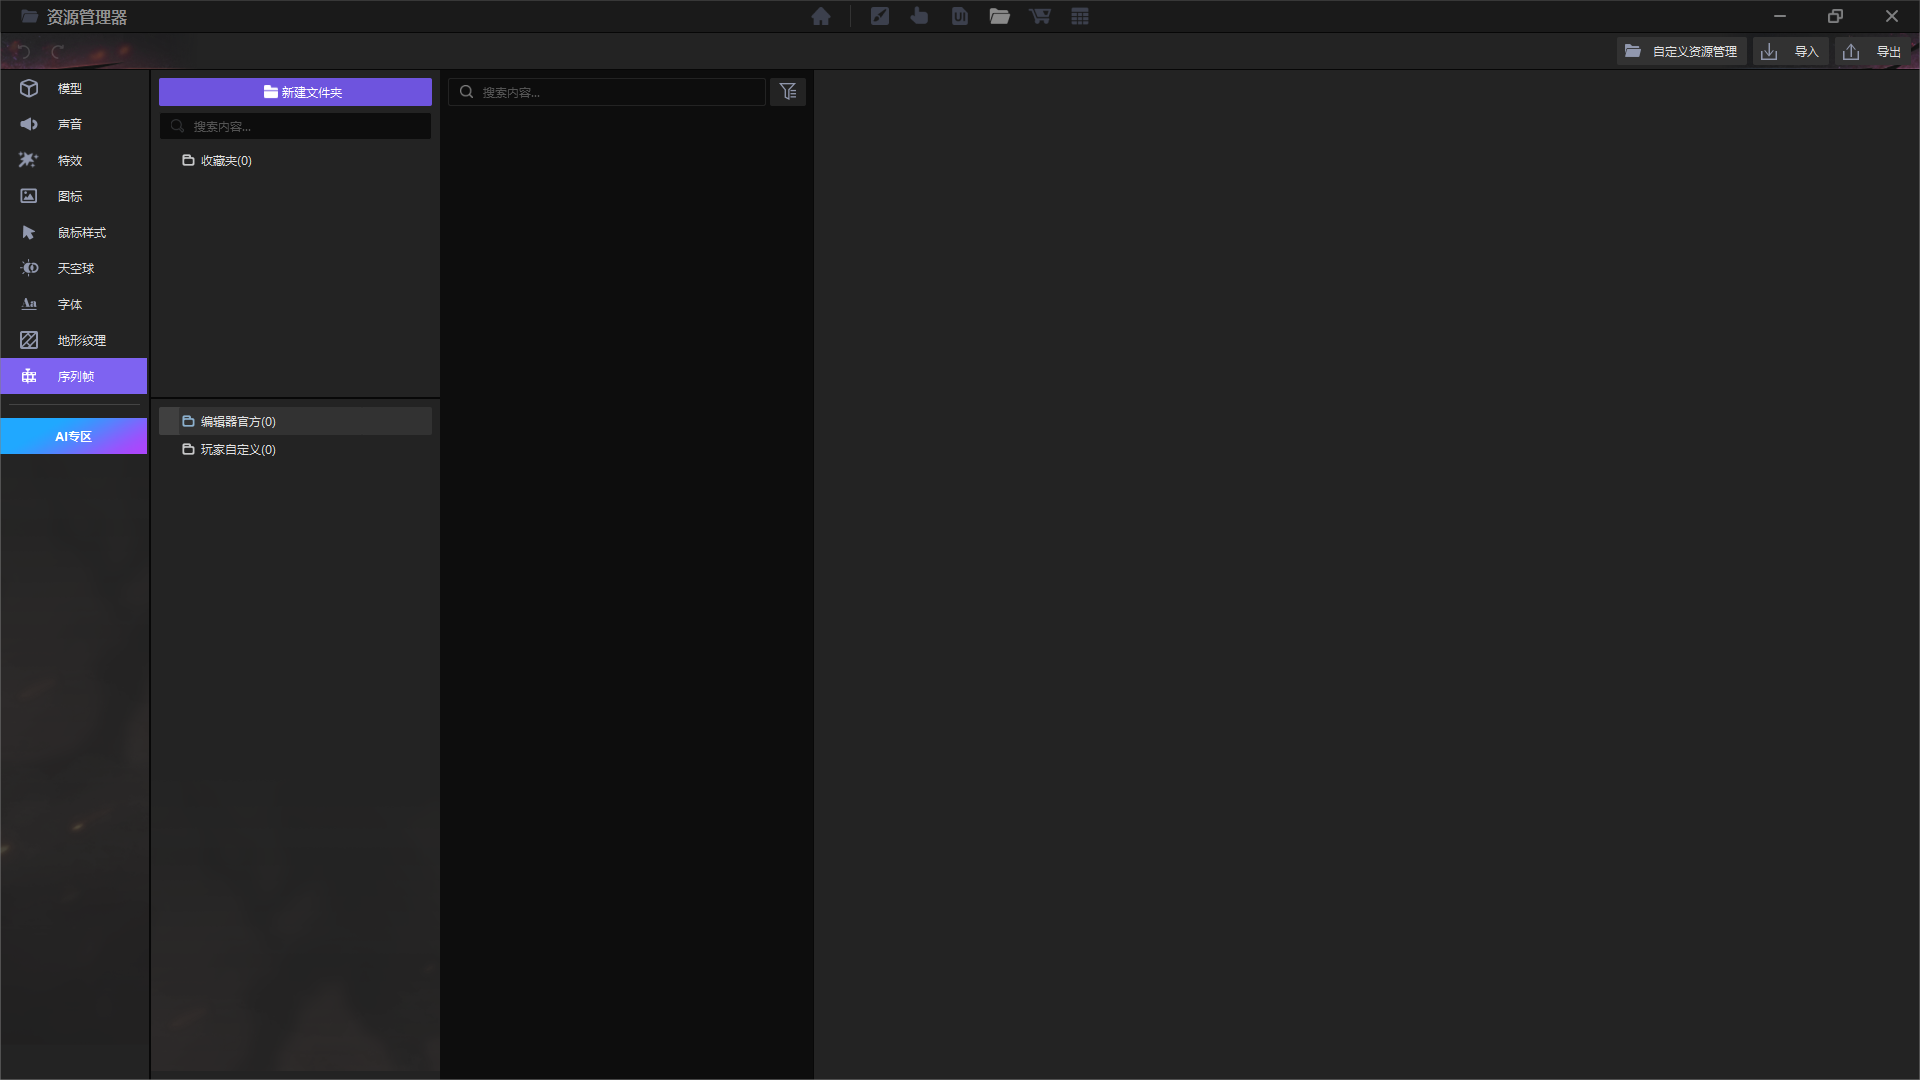 资源管理器
UI
自定义资源管理
导入
导出
模型
声音
特效
图标
鼠标样式
天空球
Aa
字体
地形纹理
序列帧
AI专区
新建文件夹
搜索内容...
收藏夹(0)
编辑器官方(0)
玩家自定义(0)
搜索内容...